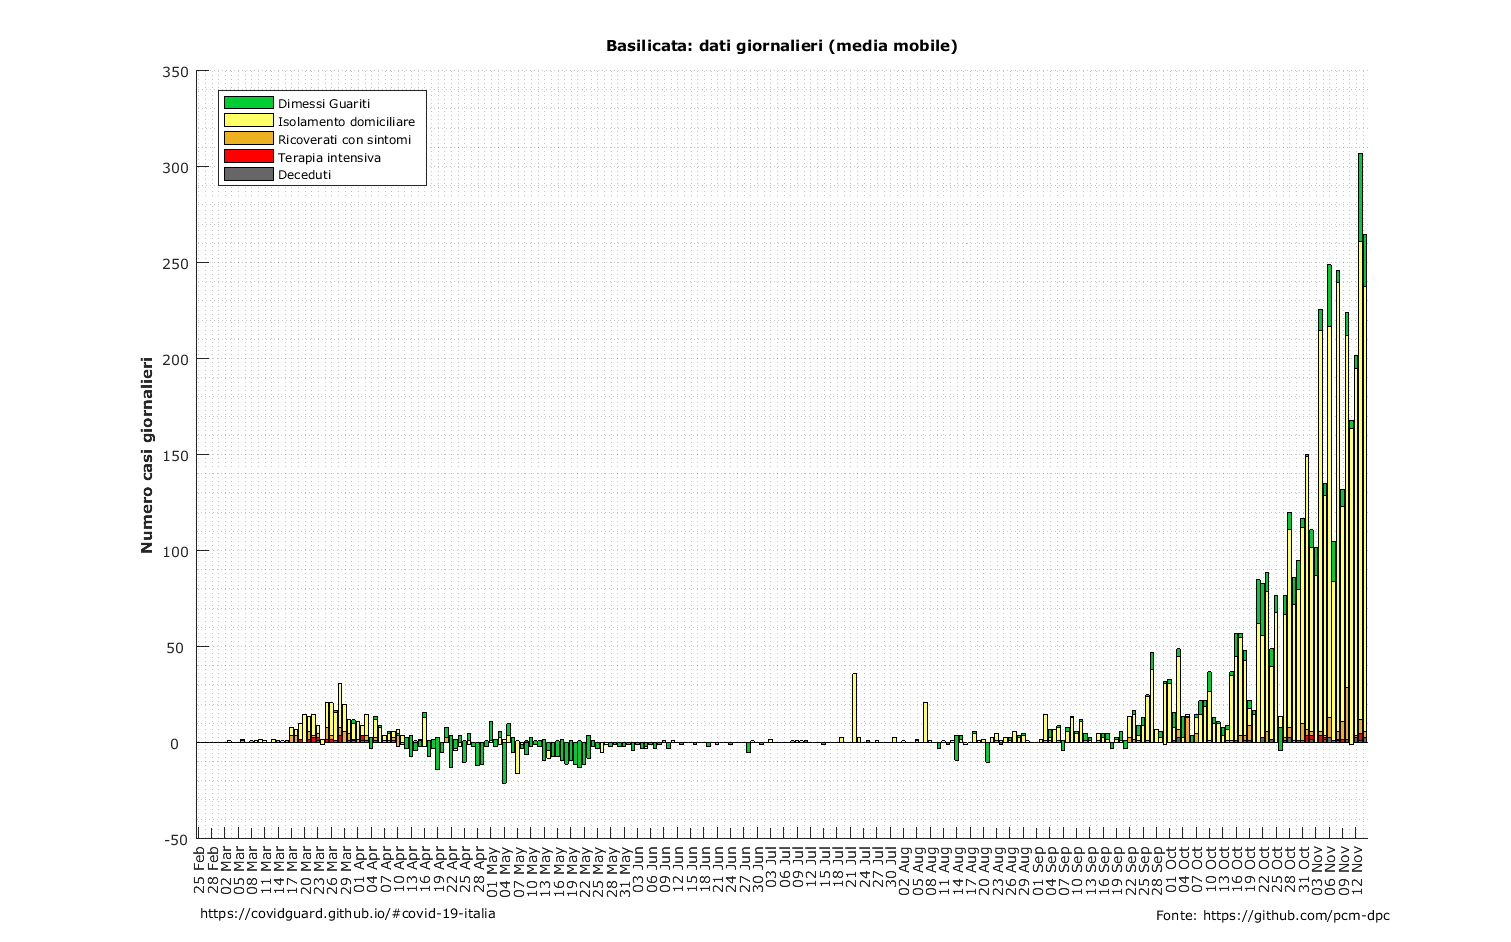 Basilicata: dati giornalieri (media mobile)
350
300
250
200
150
100
50
0
-50
Numero casi giornalieri
Dimessi Guariti
Isolamento domiciliare
Ricoverati con sintomi
Terapia intensiva
Deceduti
25 Feb
28 Feb
02 Mar
05 Mar
08 Mar
11 Mar
14 Mar
17 Mar
20 Mar
23 Mar
26 Mar
29 Mar
01 Apr
04 Apr
07 Apr
10 Apr
13 Apr
16 Apr
19 Apr
22 Apr
25 Apr
28 Apr
01 May
04 May
07 May
10 May
13 May
16 May
19 May
22 May
25 May
28 May
31 May
03 Jun
06 Jun
09 Jun
12 Jun
15 Jun
18 Jun
21 Jun
24 Jun
27 Jun
30 Jun
03 Jul
06 Jul
09 Jul
12 Jul
15 Jul
18 Jul
21 Jul
24 Jul
27 Jul
30 Jul
02 Aug
05 Aug
08 Aug
11 Aug
14 Aug
17 Aug
20 Aug
23 Aug
26 Aug
29 Aug
01 Sep
04 Sep
07 Sep
10 Sep
13 Sep
16 Sep
19 Sep
22 Sep
25 Sep
28 Sep
01 Oct
04 Oct
07 Oct
10 Oct
13 Oct
16 Oct
19 Oct
22 Oct
25 Oct
28 Oct
31 Oct
03 Nov
06 Nov
09 Nov
12 Nov
https://covidguard.github.io/#covid-19-italia
Fonte: https://github.com/pcm-dpc